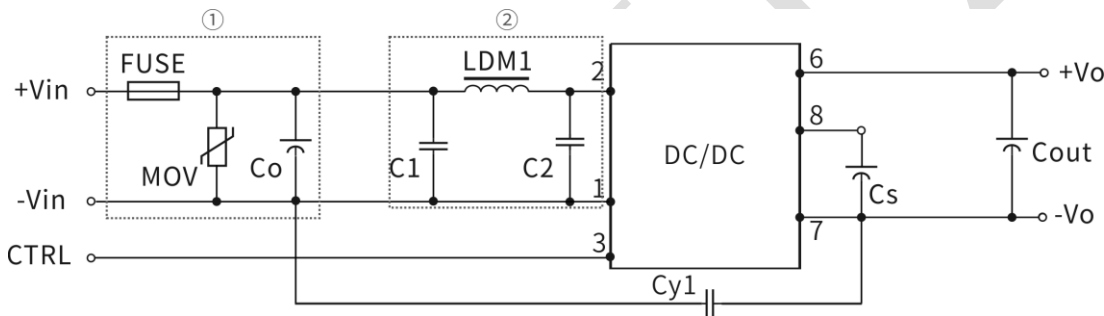 ① ②
FUSE LDM1
+Vin 2 6 +Vo
8
MOV Co C1 C2 DC/DC Cout
-Vin 1 Cs
7 -Vo
CTRL 3
Cy1